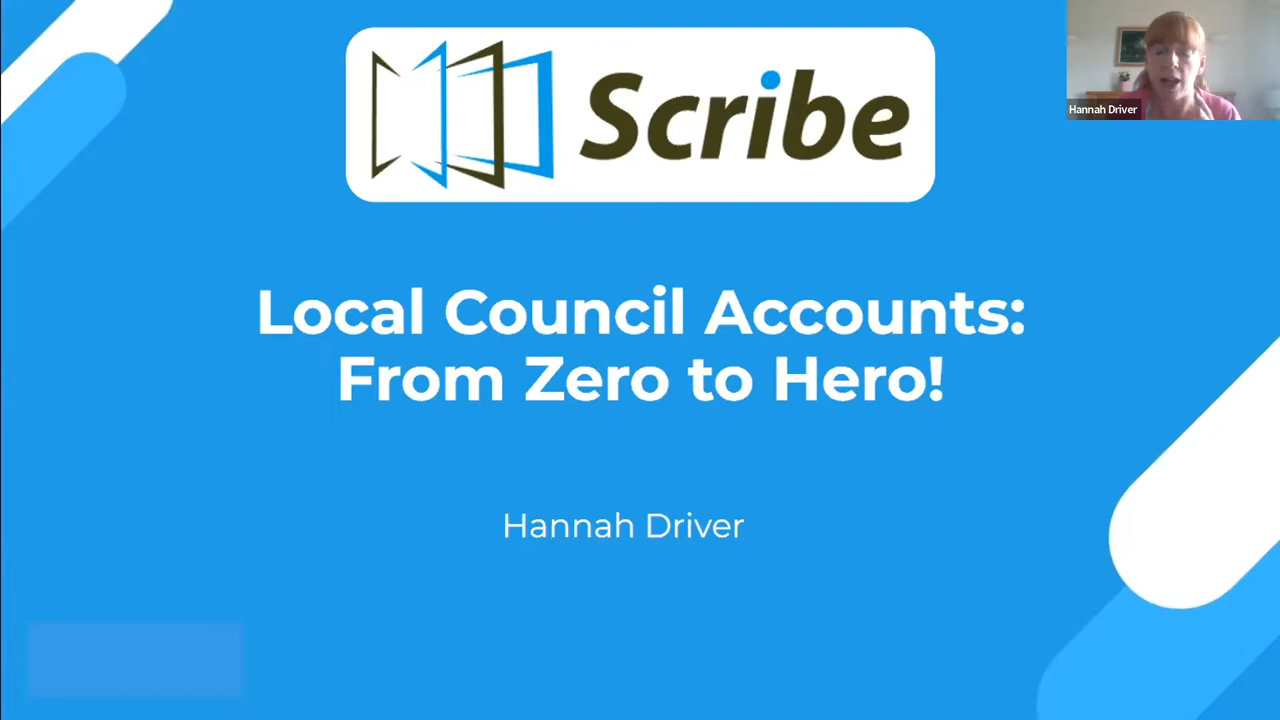 Scribe
Hannah Driver
Local Council Accounts:
From Zero to Hero!
Hannah Driver